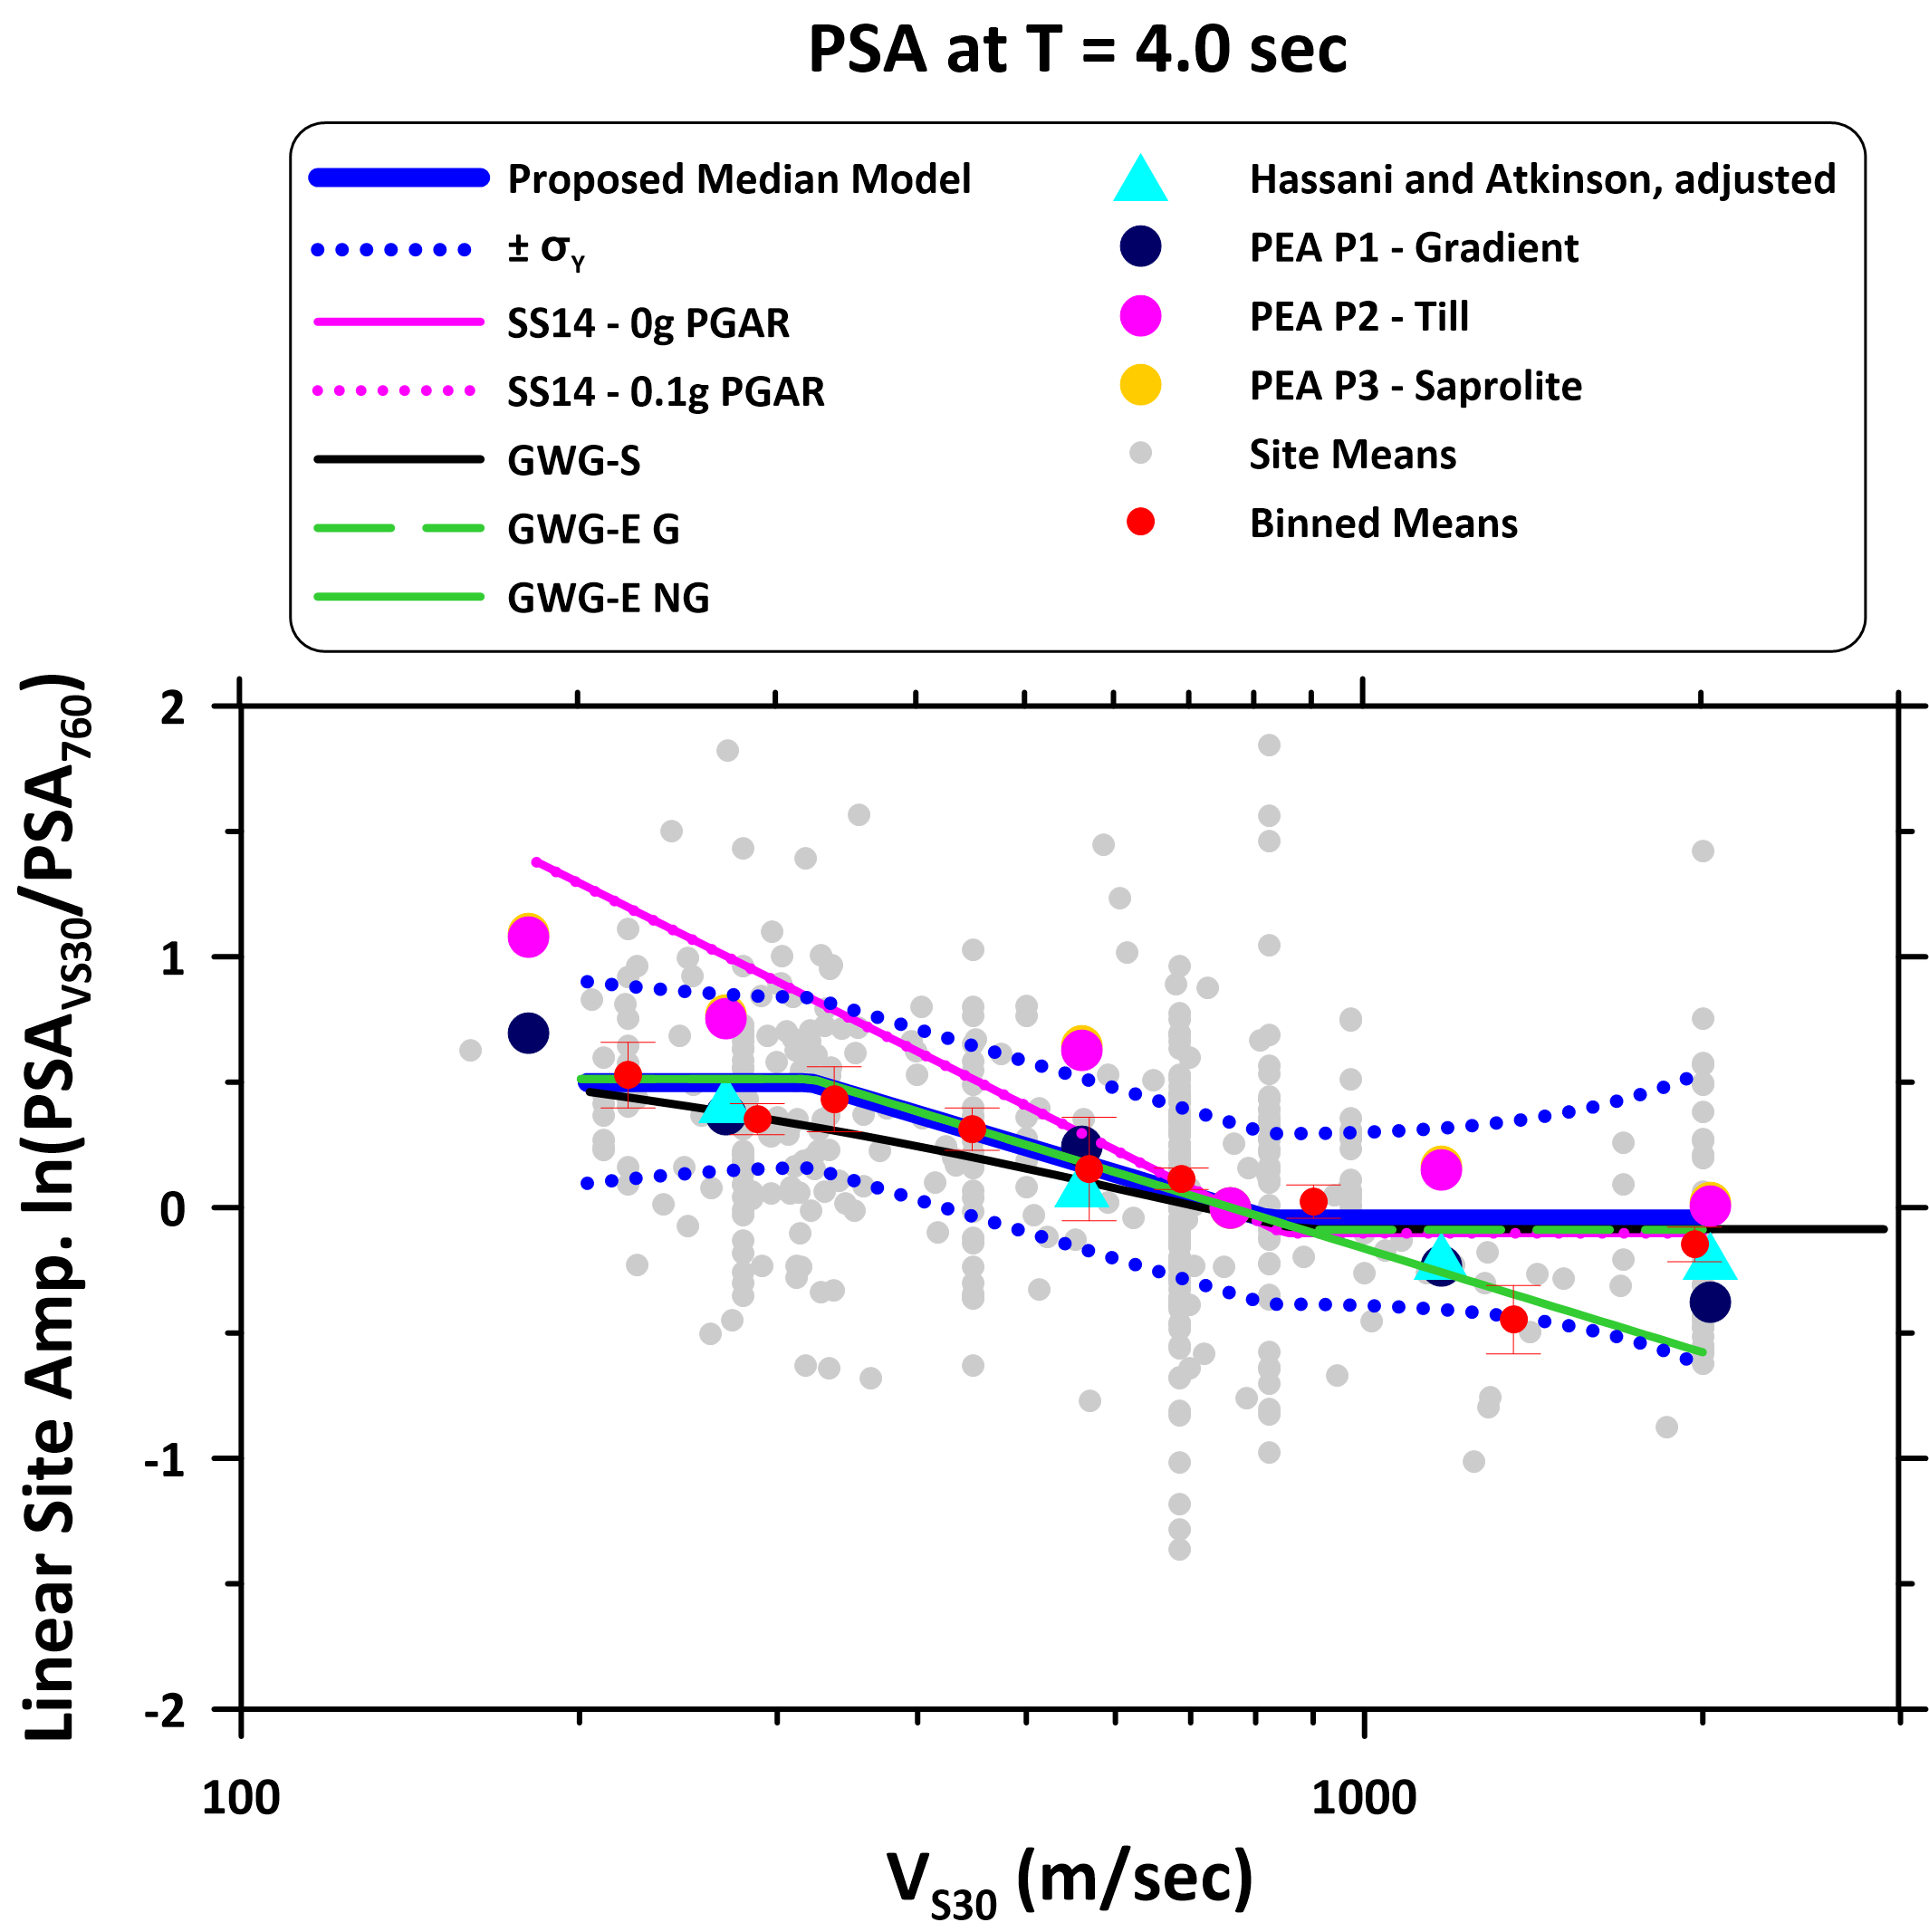 PSA at T = 4.0 sec
Proposed Median Model
± σY
SS14 - 0g PGAR
SS14 - 0.1g PGAR
GWG-S
GWG-E G
GWG-E NG
Hassani and Atkinson, adjusted
PEA P1 - Gradient
PEA P2 - Till
PEA P3 - Saprolite
Site Means
Binned Means
Linear Site Amp. ln(PSAVS30/PSA760)
2
1
0
-1
-2
100
1000
VS30 (m/sec)